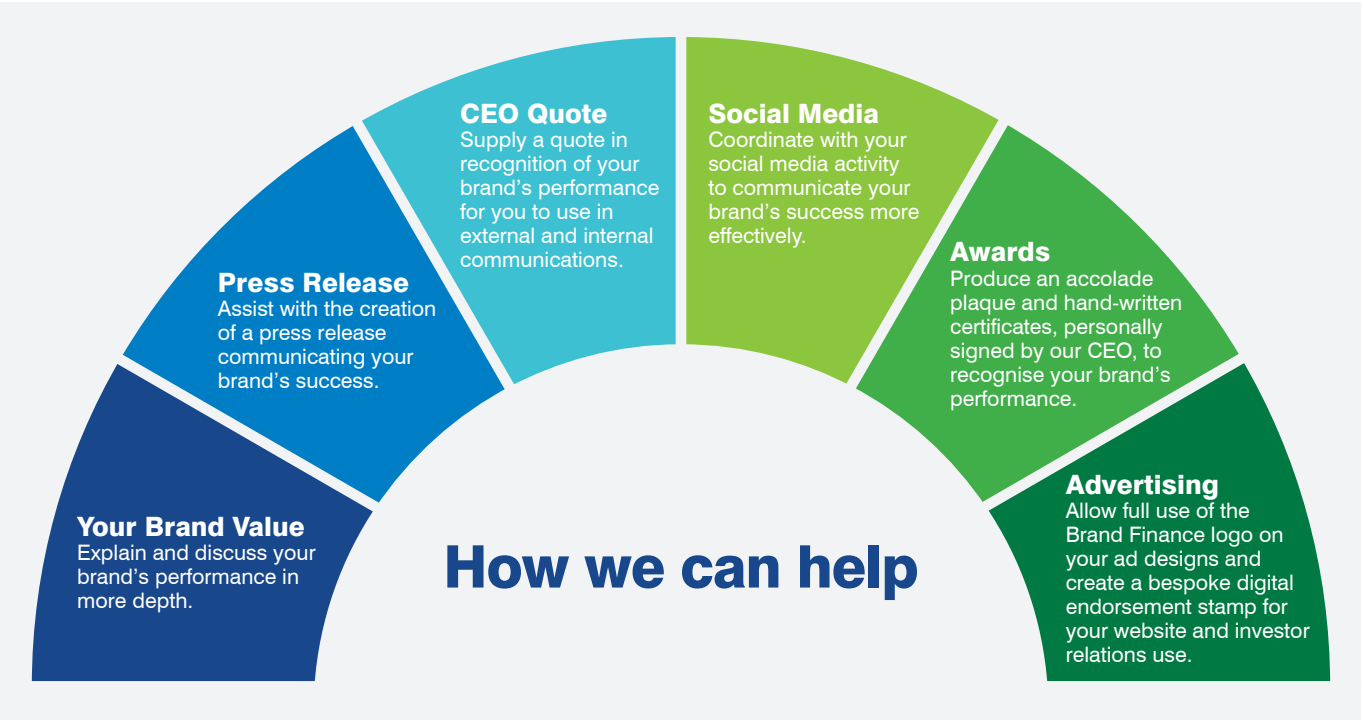 Your Brand Value
Explain and discuss your
brand’s performance in
more depth.
Press Release
Assist with the creation
of a press release
communicating your
brand’s success.
CEO Quote
Supply a quote in
recognition of your
brand’s performance
for you to use in
external and internal
communications.
Social Media
Coordinate with your
social media activity
to communicate your
brand’s success more
effectively.
Awards
Produce an accolade
plaque and hand-written
certificates, personally
signed by our CEO, to
recognise your brand’s
performance.
Advertising
Allow full use of the
Brand Finance logo on
your ad designs and
create a bespoke digital
endorsement stamp for
your website and investor
relations use.
How we can help